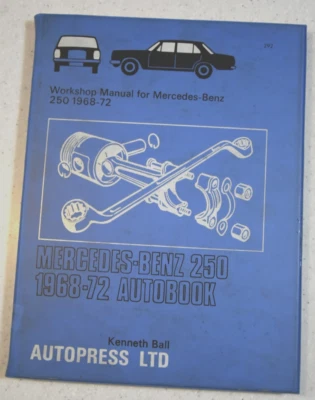 Workshop Manual for Mercedes-Benz
250 1968-72
MERCEDES-BENZ 250
1968-72 AUTOBOOK
Kenneth Ball
AUTOPRESS LTD